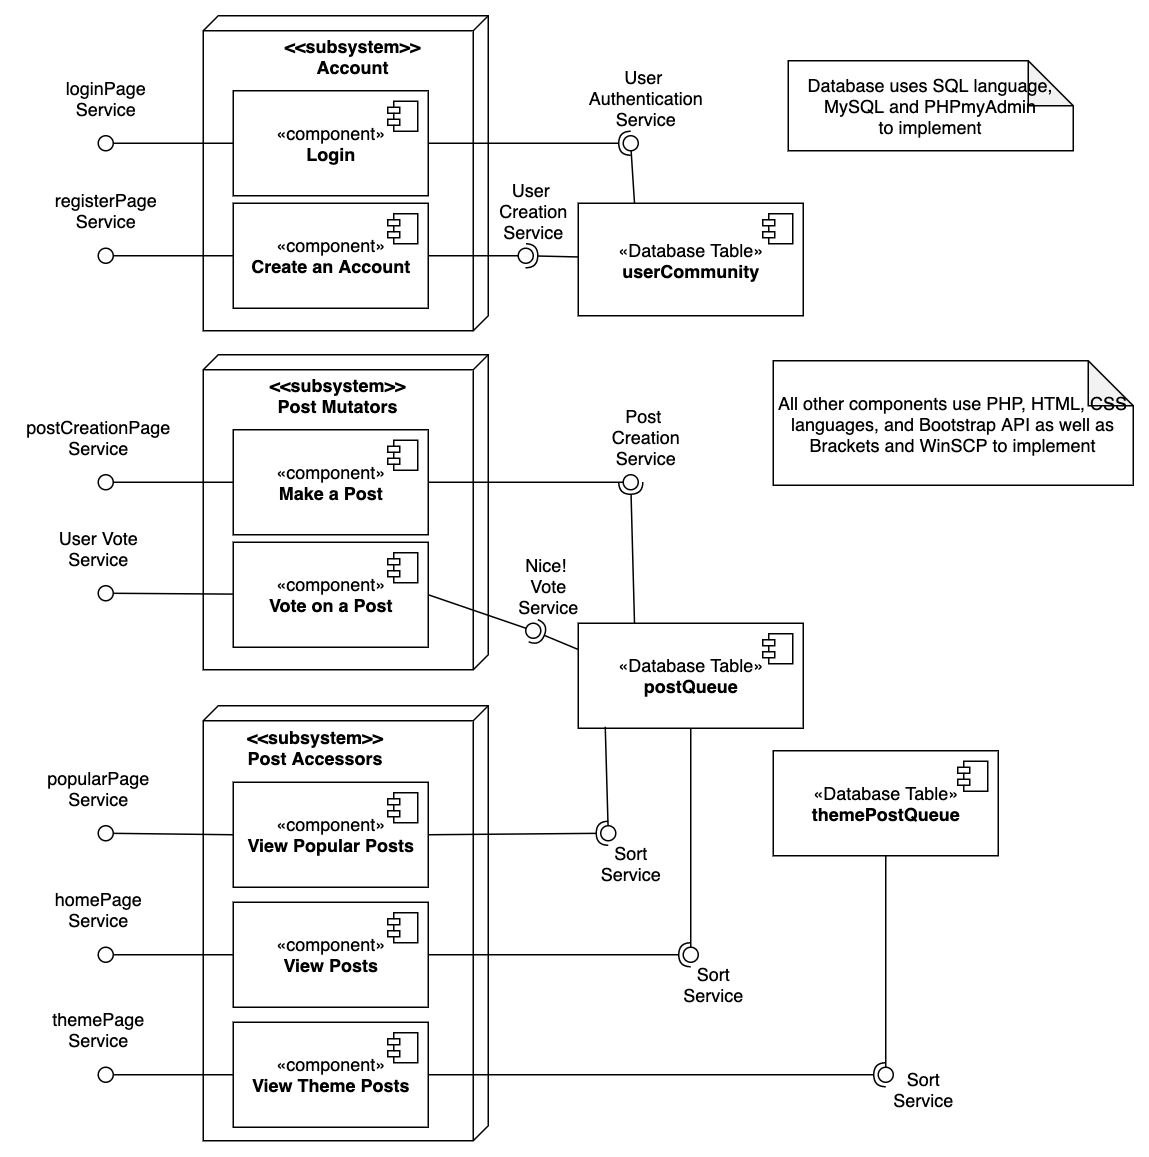 <<subsystem>>
Account
loginPage
Service
«component»
Login
User
Authentication
Service
Database uses SQL language,
MySQL and PHPmyAdmin
to implement
registerPage
Service
«component»
Create an Account
User
Creation
Service
«Database Table»
userCommunity
<<subsystem>>
Post Mutators
postCreationPage
Service
«component»
Make a Post
Post
Creation
Service
All other components use PHP, HTML, CSS
languages, and Bootstrap API as well as
Brackets and WinSCP to implement
User Vote
Service
«component»
Vote on a Post
Nice!
Vote
Service
«Database Table»
postQueue
<<subsystem>>
Post Accessors
popularPage
Service
«component»
View Popular Posts
Sort
Service
«Database Table»
themePostQueue
homePage
Service
«component»
View Posts
Sort
Service
themePage
Service
«component»
View Theme Posts
Sort
Service